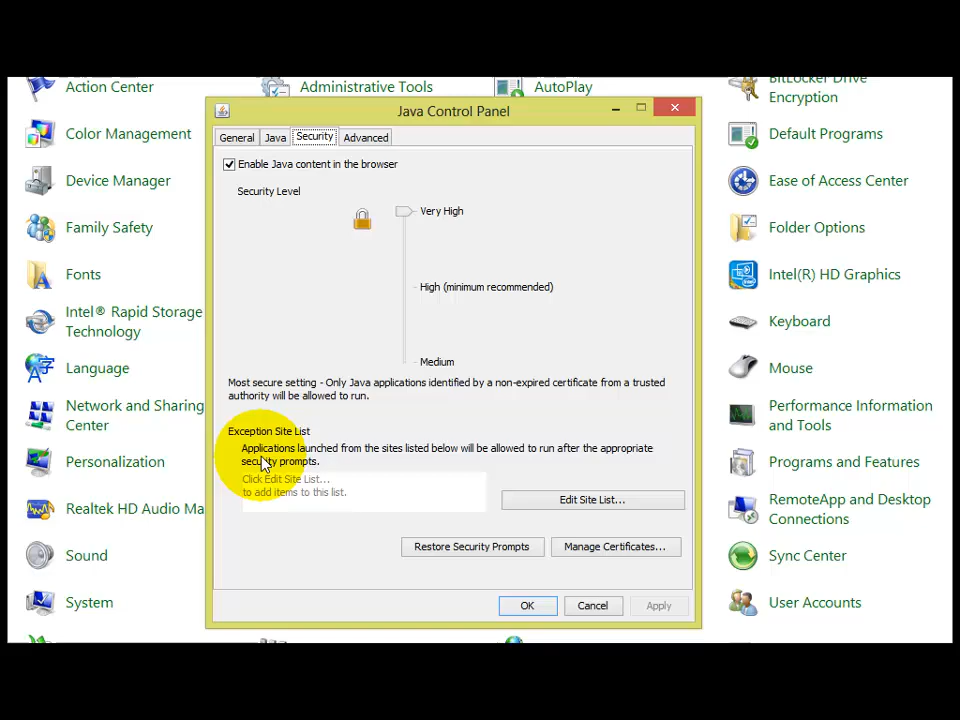 Action Center
Administrative Tools
AutoPlay
BitLocker Drive
Encryption
Color Management
Default Programs
Device Manager
Ease of Access Center
Family Safety
Folder Options
Fonts
Intel(R) HD Graphics
Intel® Rapid Storage
Technology
Keyboard
Language
Mouse
Network and Sharing
Center
Performance Information
and Tools
Personalization
Programs and Features
Realtek HD Audio Ma
RemoteApp and Desktop
Connections
Sound
Sync Center
System
User Accounts
Java Control Panel
General
Java
Security
Advanced
Enable Java content in the browser
Security Level
Very High
High (minimum recommended)
Medium
Most secure setting - Only Java applications identified by a non-expired certificate from a trusted
authority will be allowed to run.
Exception Site List
Applications launched from the sites listed below will be allowed to run after the appropriate
security prompts.
Click Edit Site List...
to add items to this list.
Edit Site List...
Restore Security Prompts
Manage Certificates...
OK
Cancel
Apply